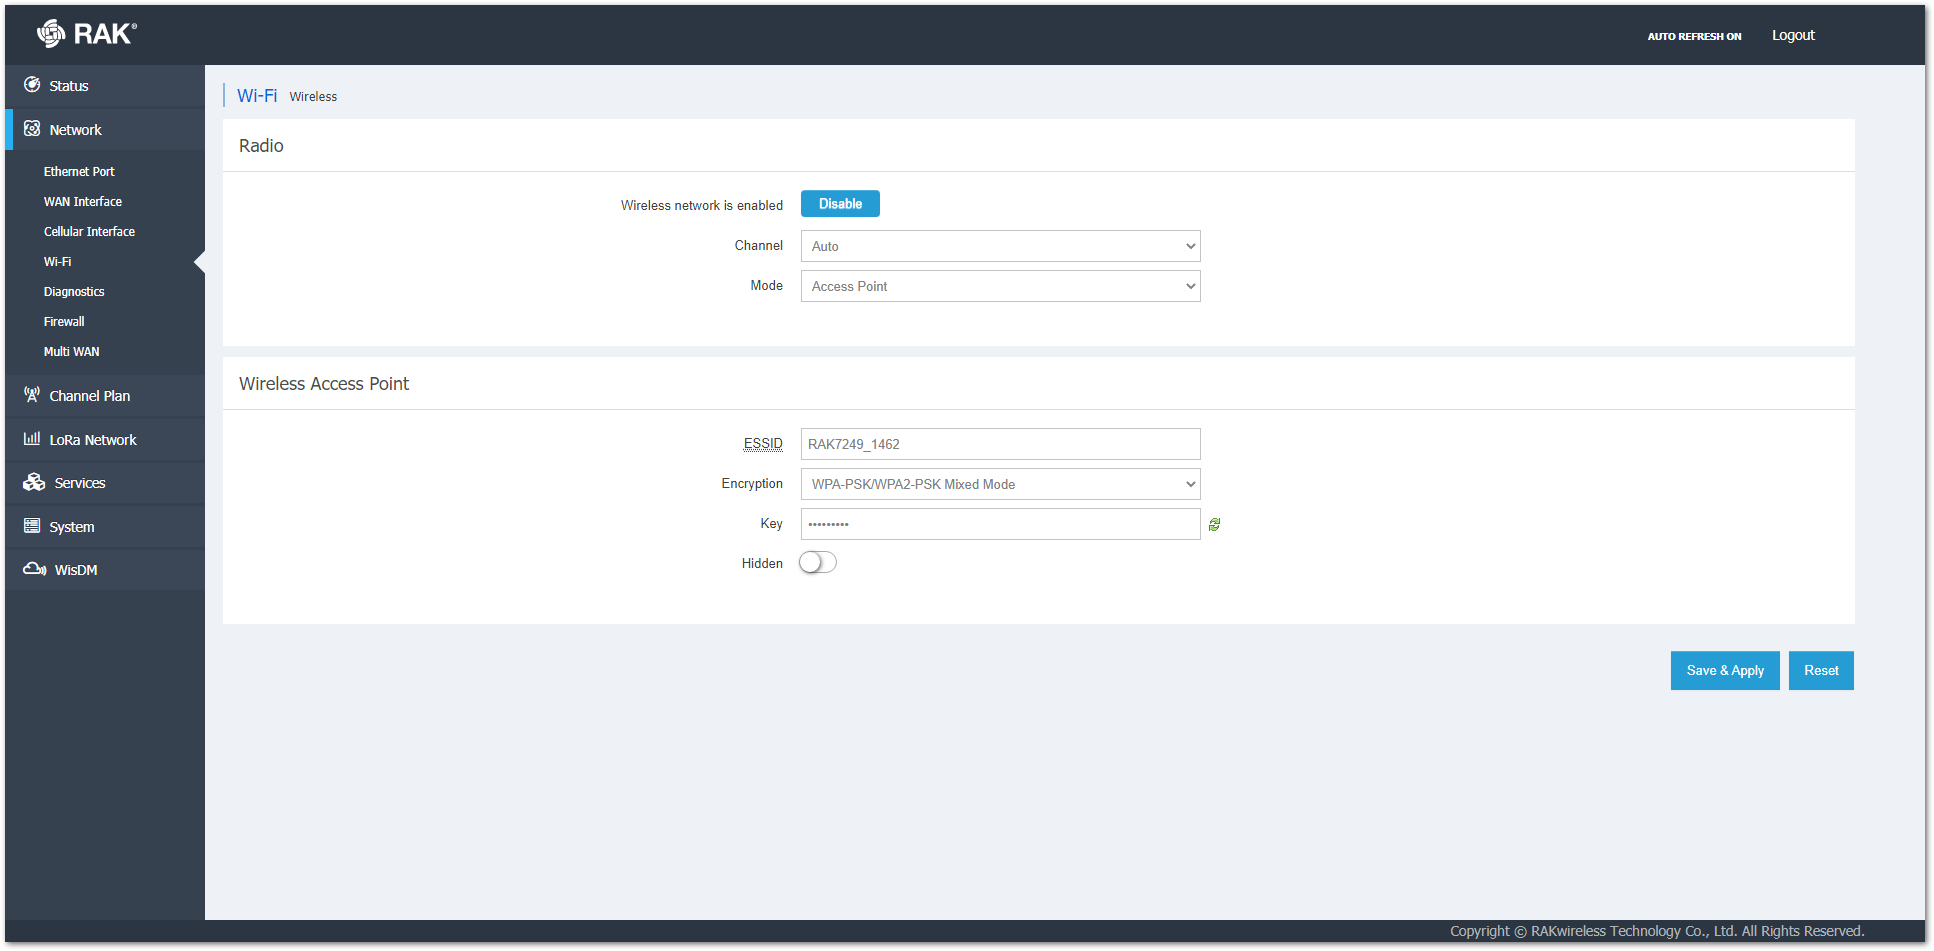 RAK®
AUTO REFRESH ON
Logout
Status
Network
Ethernet Port
WAN Interface
Cellular Interface
Wi-Fi
Diagnostics
Firewall
Multi WAN
Channel Plan
LoRa Network
Services
System
WisDM
Wi-Fi Wireless
Radio
Wireless network is enabled Disable
Channel Auto
Mode Access Point
Wireless Access Point
ESSID RAK7249_1462
Encryption WPA-PSK/WPA2-PSK Mixed Mode
Key •••••••••
Hidden
Save & Apply Reset
Copyright © RAKwireless Technology Co., Ltd. All Rights Reserved.